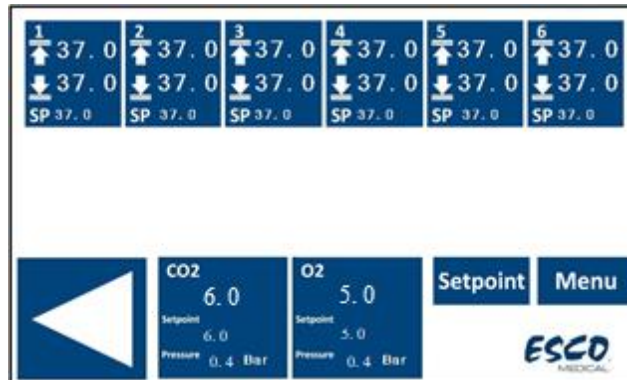 1 2 3 4 5 6
37. 0 37. 0 37. 0 37. 0 37. 0 37. 0
37. 0 37. 0 37. 0 37. 0 37. 0 37. 0
SP 37. 0 SP 37. 0 SP 37. 0 SP 37. 0 SP 37. 0 SP 37. 0
CO2
6. 0
Setpoint
6. 0
Pressure 0. 4 Bar
O2
5. 0
Setpoint
5. 0
Pressure 0. 4 Bar
Setpoint
Menu
ESCO
MEDICAL